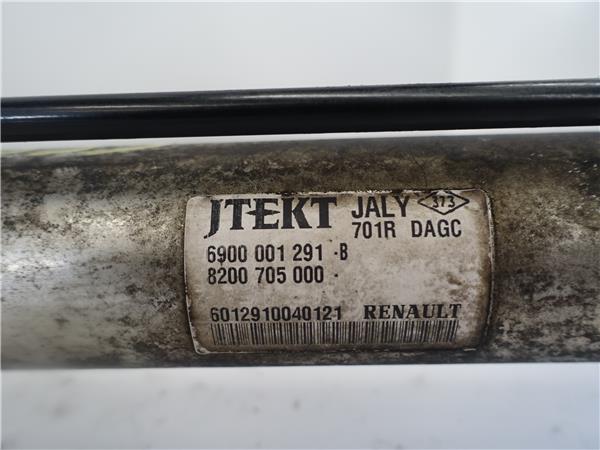 JTEKT JALY 373
701R DAGC
6900 001 291 -B
8200 705 000 -
6012910040121 RENAULT